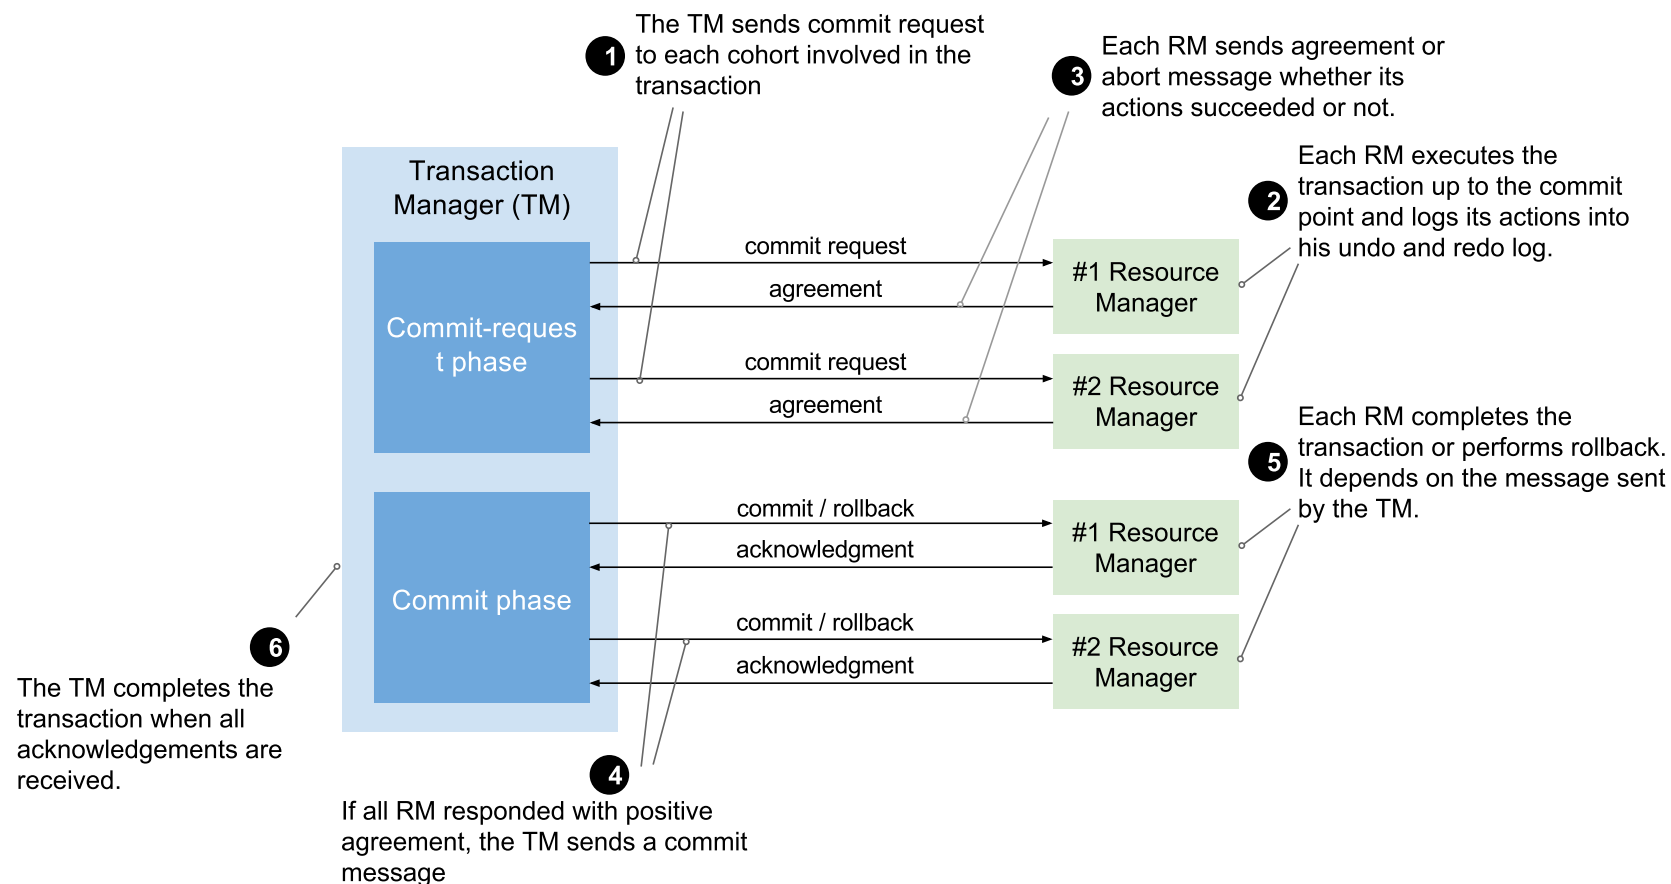 1
The TM sends commit request
to each cohort involved in the
transaction
3
Each RM sends agreement or
abort message whether its
actions succeeded or not.
2
Each RM executes the
transaction up to the commit
point and logs its actions into
his undo and redo log.
Transaction
Manager (TM)
Commit-reques
t phase
commit request
agreement
#1 Resource
Manager
commit request
agreement
#2 Resource
Manager
5
Each RM completes the
transaction or performs rollback.
It depends on the message sent
by the TM.
Commit phase
commit / rollback
acknowledgment
#1 Resource
Manager
commit / rollback
acknowledgment
#2 Resource
Manager
6
The TM completes the
transaction when all
acknowledgements are
received.
4
If all RM responded with positive
agreement, the TM sends a commit
message